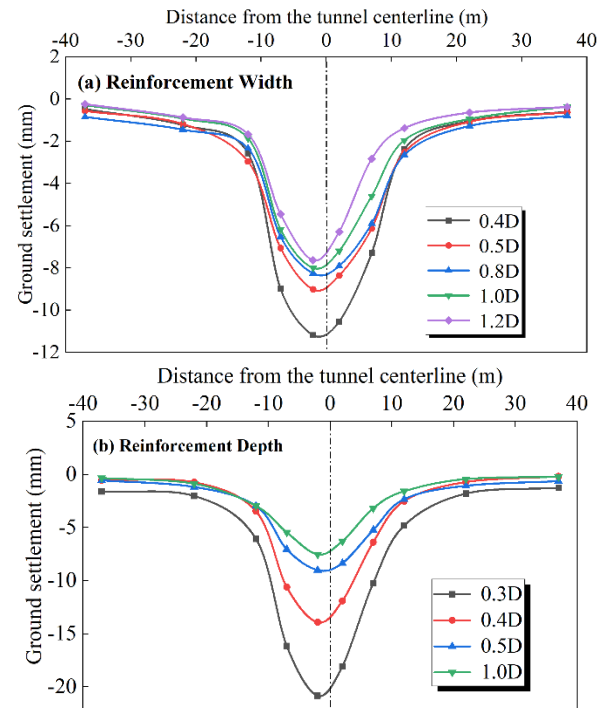 Distance from the tunnel centerline (m)
-40 -30 -20 -10 0 10 20 30 40
2
(a) Reinforcement Width
0
-2
-4
-6
-8
-10
-12
Ground settlement (mm)
0.4D
0.5D
0.8D
1.0D
1.2D
Distance from the tunnel centerline (m)
-40 -30 -20 -10 0 10 20 30 40
5
(b) Reinforcement Depth
0
-5
-10
-15
-20
Ground settlement (mm)
0.3D
0.4D
0.5D
1.0D